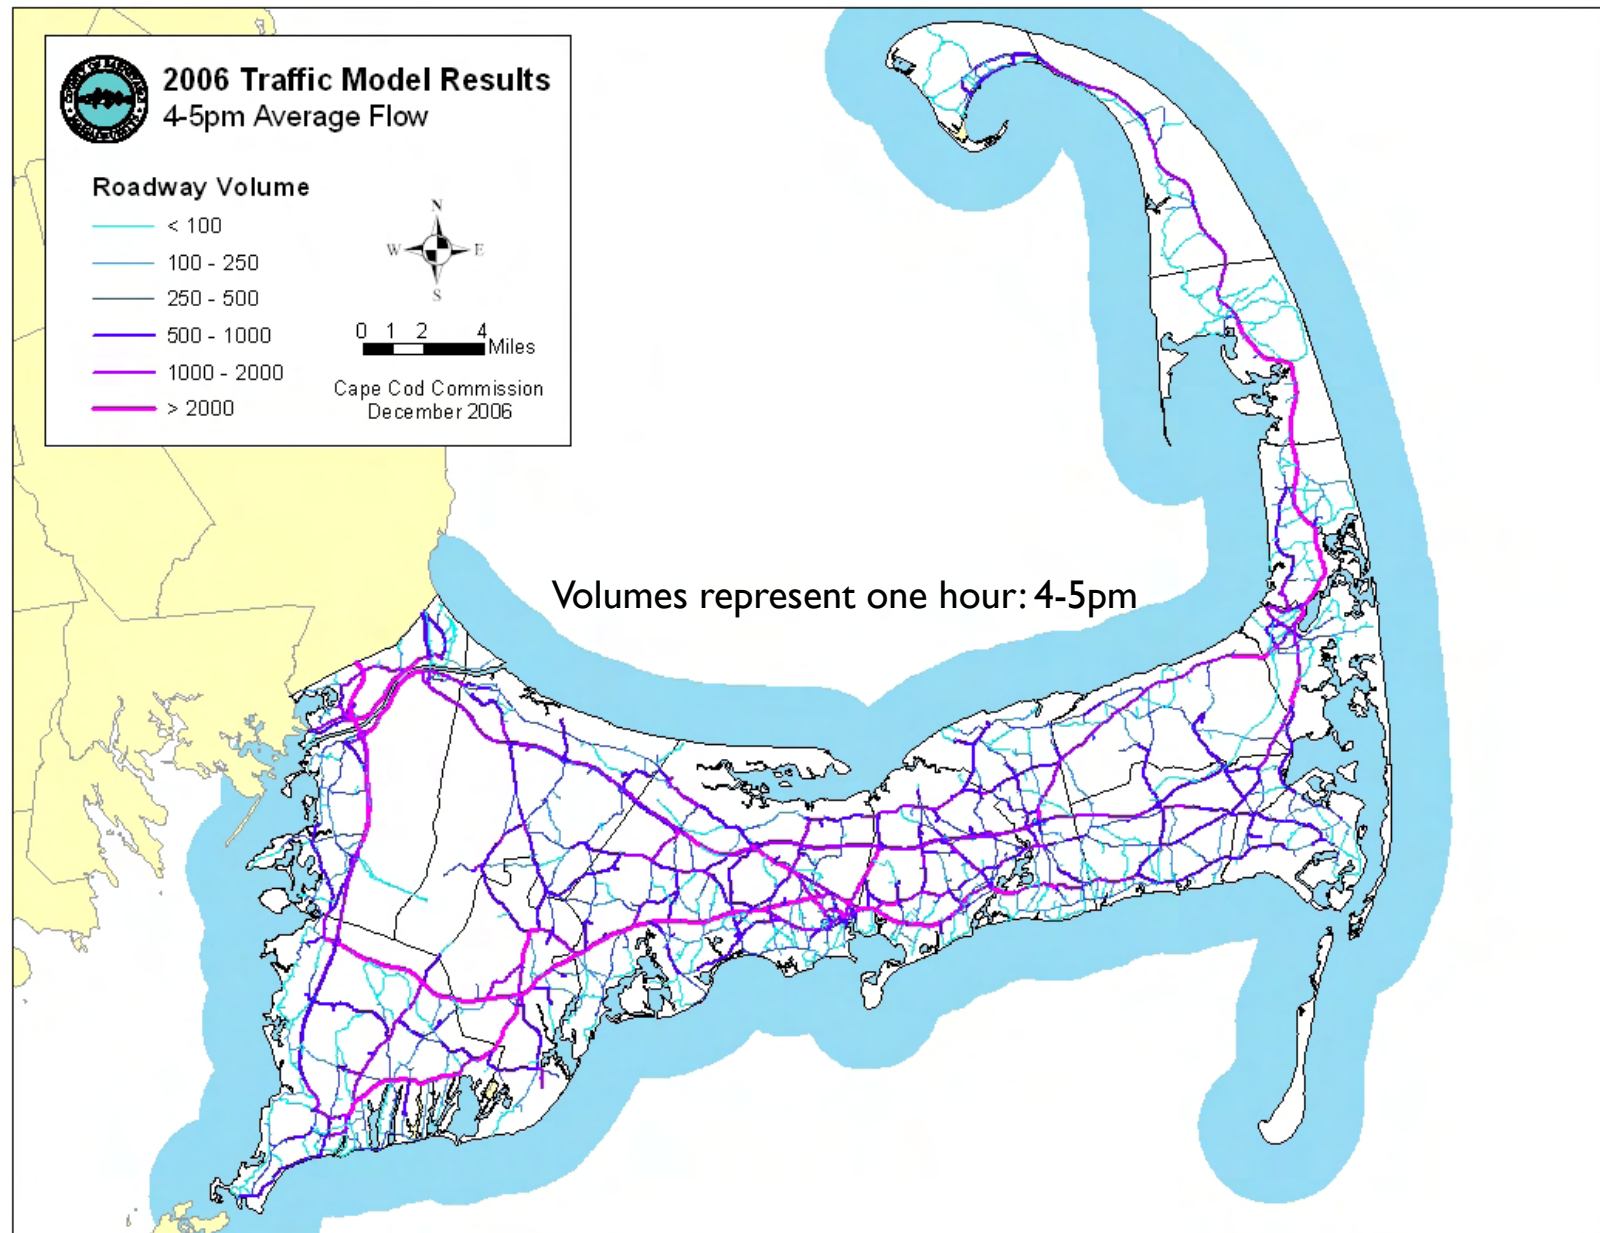 2006 Traffic Model Results
4-5pm Average Flow
Roadway Volume
< 100
100 - 250
250 - 500
500 - 1000
1000 - 2000
> 2000
N
W E
S
0 1 2 4
Miles
Cape Cod Commission
December 2006
Volumes represent one hour: 4-5pm